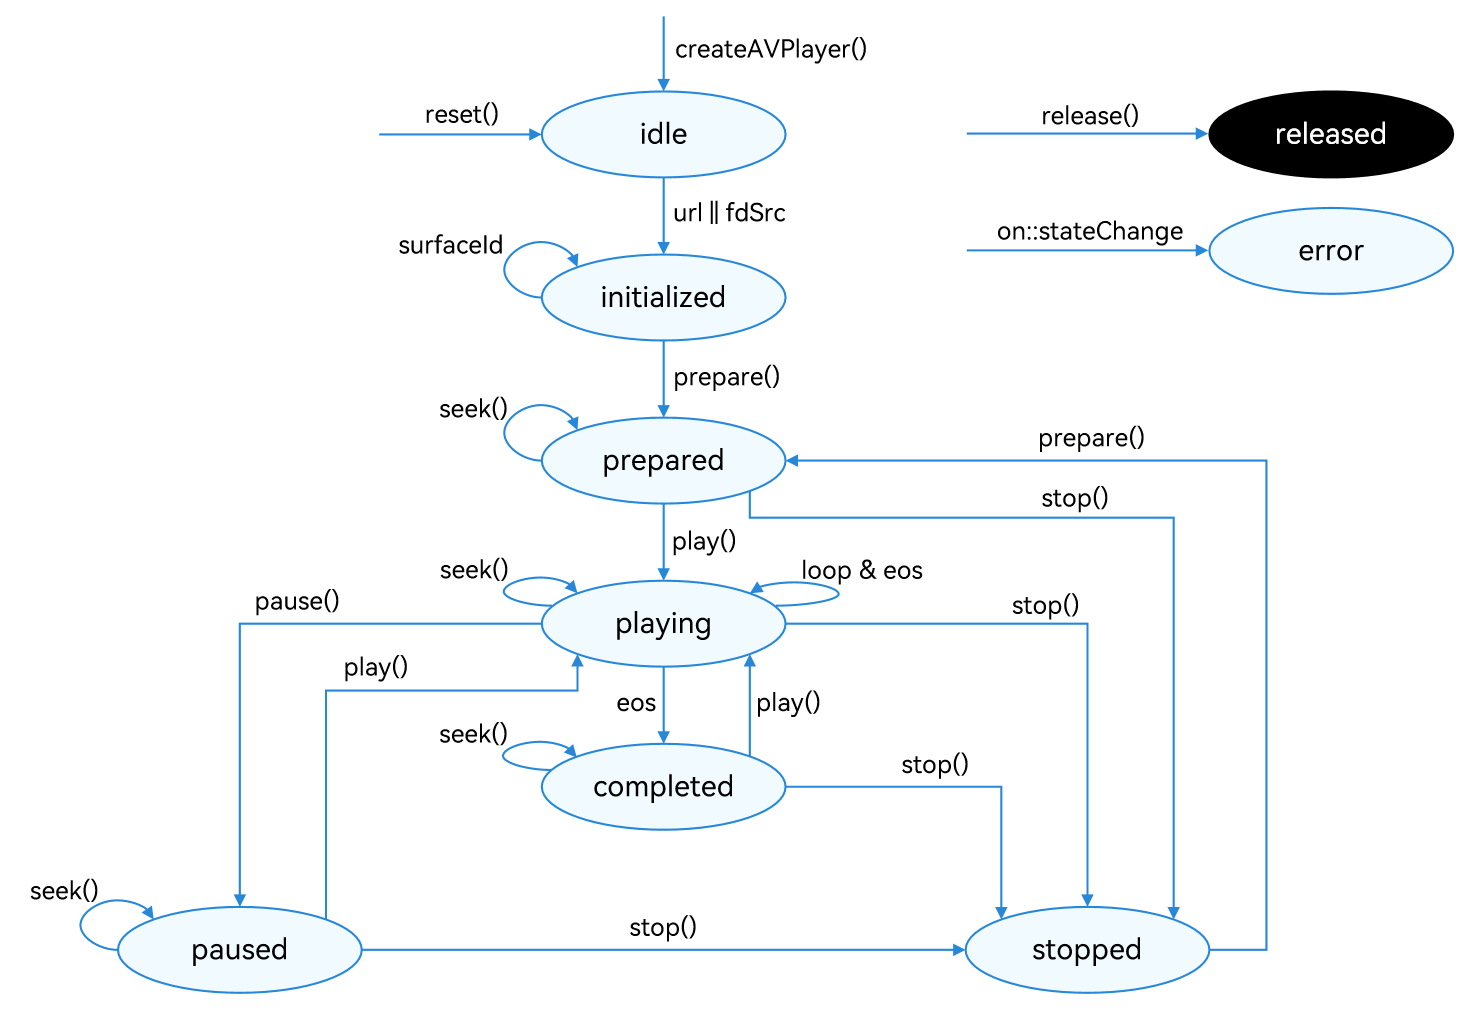 createAVPlayer()
reset()
idle
release()
released
url || fdSrc
on::stateChange
error
surfaceId
initialized
prepare()
seek()
prepared
prepare()
stop()
play()
seek()
loop & eos
pause()
playing
stop()
play()
eos
play()
seek()
completed
stop()
seek()
paused
stop()
stopped